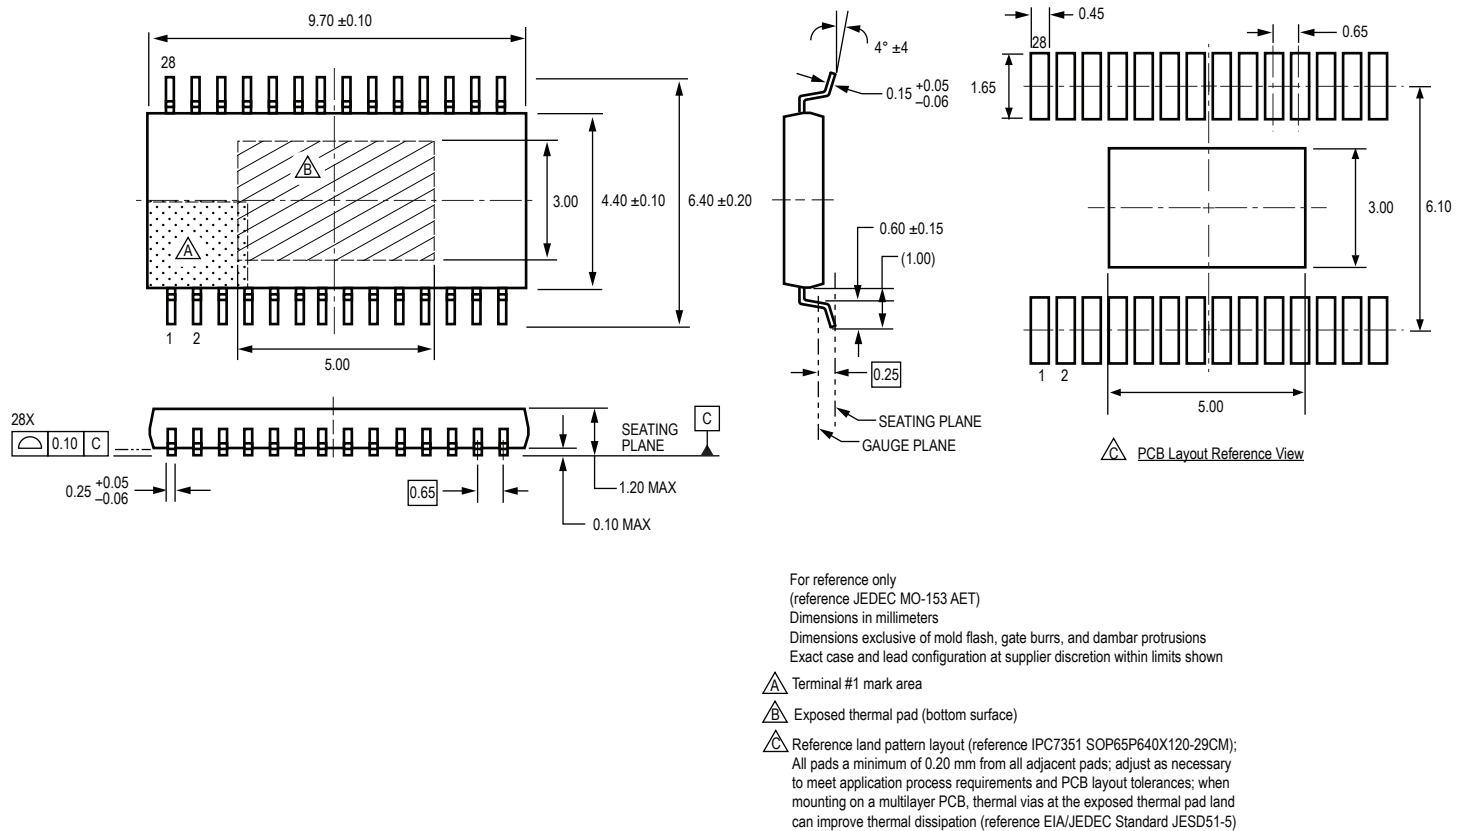 9.70 ±0.10
28
B
A
3.00
4.40 ±0.10
6.40 ±0.20
1 2
5.00
4° ±4
0.15 +0.05 –0.06
0.60 ±0.15
(1.00)
0.25
SEATING PLANE
GAUGE PLANE
0.45
0.65
28
1.65
3.00
6.10
1 2
5.00
C PCB Layout Reference View
28X
0.10 C
SEATING
PLANE
C
0.25 +0.05 –0.06
0.65
1.20 MAX
0.10 MAX
For reference only
(reference JEDEC MO-153 AET)
Dimensions in millimeters
Dimensions exclusive of mold flash, gate burrs, and dambar protrusions
Exact case and lead configuration at supplier discretion within limits shown
A Terminal #1 mark area
B Exposed thermal pad (bottom surface)
C Reference land pattern layout (reference IPC7351 SOP65P640X120-29CM);
All pads a minimum of 0.20 mm from all adjacent pads; adjust as necessary
to meet application process requirements and PCB layout tolerances; when
mounting on a multilayer PCB, thermal vias at the exposed thermal pad land
can improve thermal dissipation (reference EIA/JEDEC Standard JESD51-5)